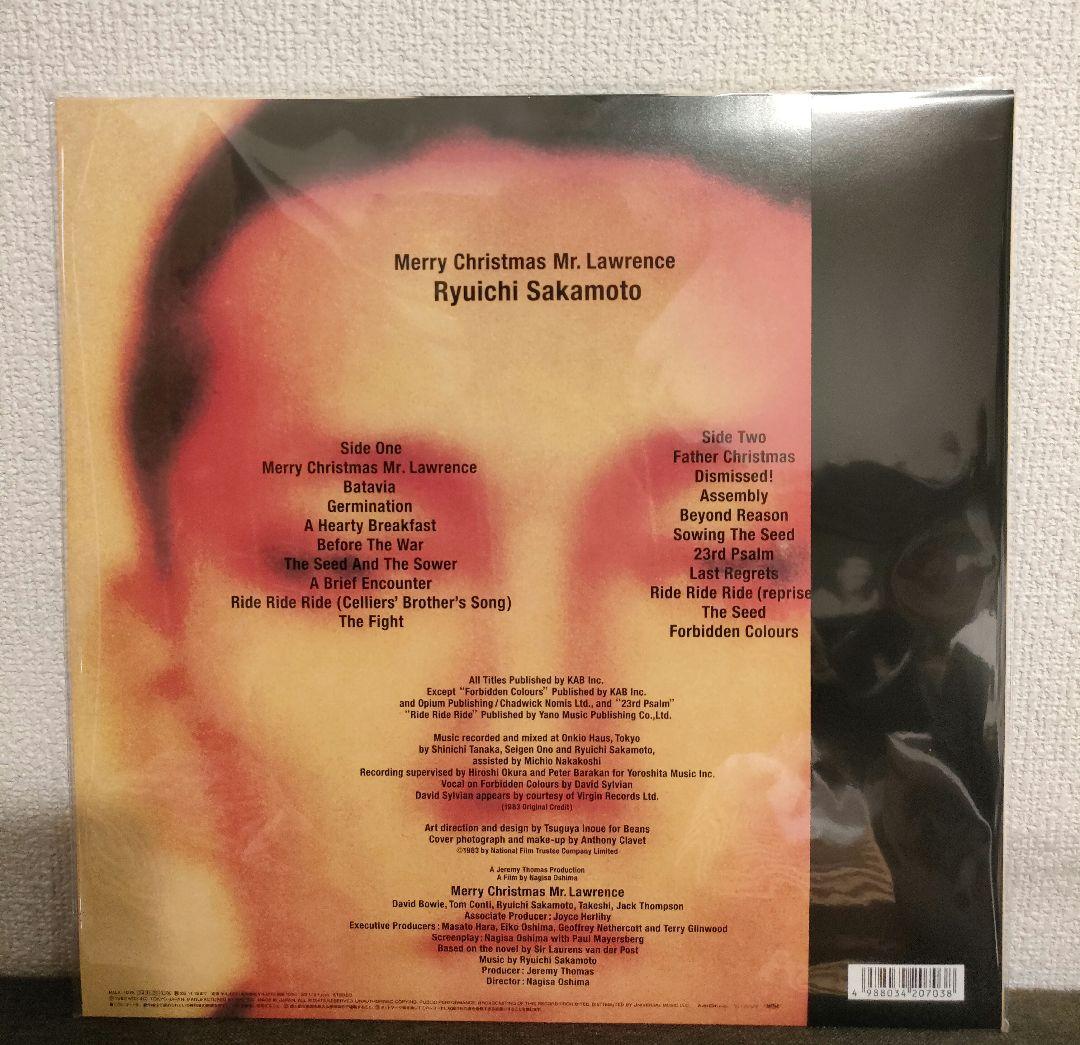 Merry Christmas Mr. Lawrence
Ryuichi Sakamoto
Side One
Merry Christmas Mr. Lawrence
Batavia
Germination
A Hearty Breakfast
Before The War
The Seed And The Sower
A Brief Encounter
Ride Ride Ride (Celliers' Brother's Song)
The Fight
Side Two
Father Christmas
Dismissed!
Assembly
Beyond Reason
Sowing The Seed
23rd Psalm
Last Regrets
Ride Ride Ride (reprise
The Seed
Forbidden Colours
All Titles Published by KAB Inc.
Except "Forbidden Colours" Published by KAB Inc.
and Opium Publishing/Chadwick Nomis Ltd., and "23rd Psalm"
"Ride Ride Ride" Published by Yano Music Publishing Co.,Ltd.
Music recorded and mixed at Onkio Haus, Tokyo
by Shinichi Tanaka, Seigen Ono and Ryuichi Sakamoto,
assisted by Michio Nakakoshi
Recording supervised by Hiroshi Okura and Peter Barakan for Yoroshita Music Inc.
Vocal on Forbidden Colours by David Sylvian
David Sylvian appears by courtesy of Virgin Records Ltd.
(1983 Original Credit)
Art direction and design by Tsuguya Inoue for Beans
Cover photograph and make-up by Anthony Clavet
©1983 by National Film Trustee Company Limited
A Jeremy Thomas Production
A Film by Nagisa Oshima
Merry Christmas Mr. Lawrence
David Bowie, Tom Conti, Ryuichi Sakamoto, Takeshi, Jack Thompson
Associate Producer: Joyce Herlihy
Executive Producers: Masato Hara, Eiko Oshima, Geoffrey Nethercott and Terry Glinwood
Screenplay: Nagisa Oshima with Paul Mayersberg
Based on the novel by Sir Laurens van der Post
Music by Ryuichi Sakamoto
Producer: Jeremy Thomas
Director: Nagisa Oshima
4 988034 207038